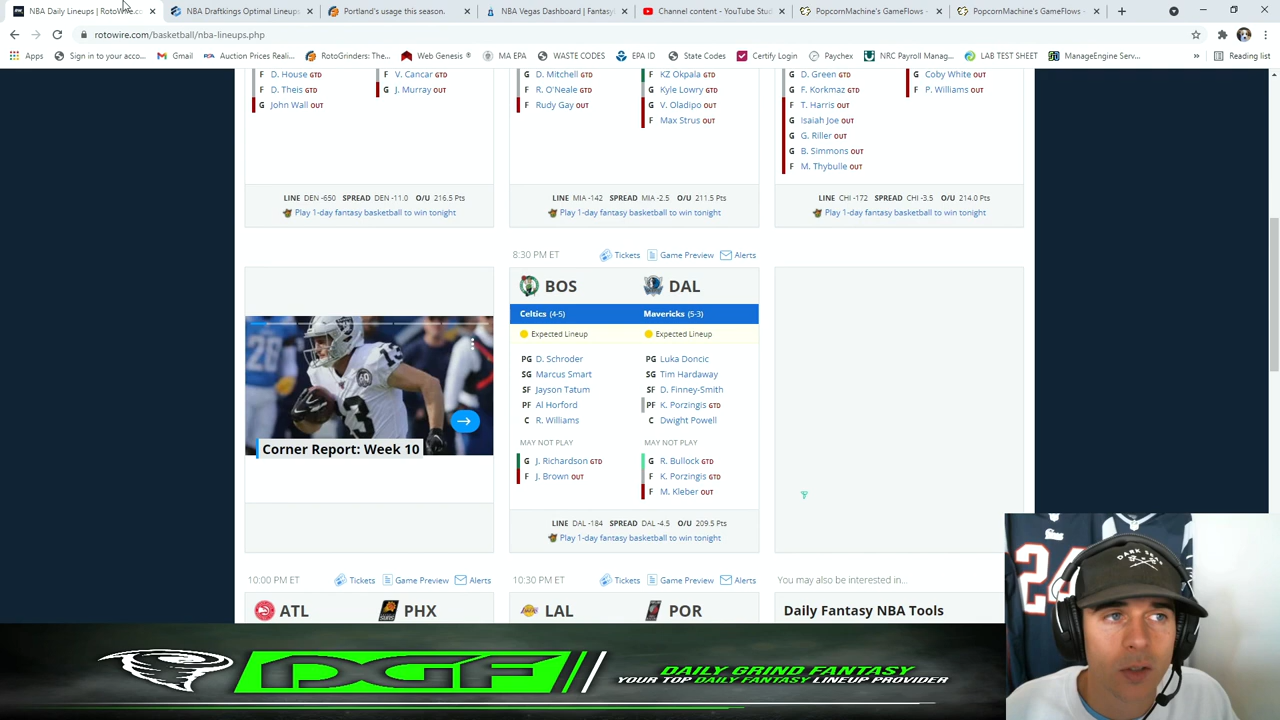 NBA Daily Lineups | RotoWire.co
NBA Draftkings Optimal Lineups
Portland's usage this season.
NBA Vegas Dashboard | Fantasy
Channel content - YouTube Stud
PopcornMachine's GameFlows -
PopcornMachine's GameFlows -
rotowire.com/basketball/nba-lineups.php
Apps
Sign in to your acco...
Gmail
Auction Prices Reali...
RotoGrinders: The...
Web Genesis ®
MA EPA
WASTE CODES
EPA ID
State Codes
Certify Login
Paychex
NRC Payroll Manag...
LAB TEST SHEET
ManageEngine Serv...
»
Reading list
F D. House GTD
F D. Theis GTD
G John Wall OUT
F V. Cancar GTD
G J. Murray OUT
G D. Mitchell GTD
F R. O'Neale GTD
F Rudy Gay OUT
F KZ Okpala GTD
G Kyle Lowry GTD
G V. Oladipo OUT
F Max Strus OUT
G D. Green GTD
G F. Korkmaz GTD
F T. Harris OUT
G Isaiah Joe OUT
G G. Riller OUT
G B. Simmons OUT
F M. Thybulle OUT
G Coby White OUT
F P. Williams OUT
LINE DEN -650 SPREAD DEN -11.0 O/U 216.5 Pts
Play 1-day fantasy basketball to win tonight
LINE MIA -142 SPREAD MIA -2.5 O/U 211.5 Pts
Play 1-day fantasy basketball to win tonight
LINE CHI -172 SPREAD CHI -3.5 O/U 214.0 Pts
Play 1-day fantasy basketball to win tonight
8:30 PM ET Tickets Game Preview Alerts
BOS DAL
Celtics (4-5) Mavericks (5-3)
Expected Lineup Expected Lineup
PG D. Schroder
SG Marcus Smart
SF Jayson Tatum
PF Al Horford
C R. Williams
PG Luka Doncic
SG Tim Hardaway
SF D. Finney-Smith
PF K. Porzingis GTD
C Dwight Powell
MAY NOT PLAY
G J. Richardson GTD
F J. Brown OUT
MAY NOT PLAY
G R. Bullock GTD
F K. Porzingis GTD
F M. Kleber OUT
LINE DAL -184 SPREAD DAL -4.5 O/U 209.5 Pts
Play 1-day fantasy basketball to win tonight
Corner Report: Week 10
10:00 PM ET Tickets Game Preview Alerts
ATL PHX
10:30 PM ET Tickets Game Preview Alerts
LAL POR
You may also be interested in...
Daily Fantasy NBA Tools
DGF
DAILY GRIND FANTASY
YOUR TOP DAILY FANTASY LINEUP PROVIDER
24